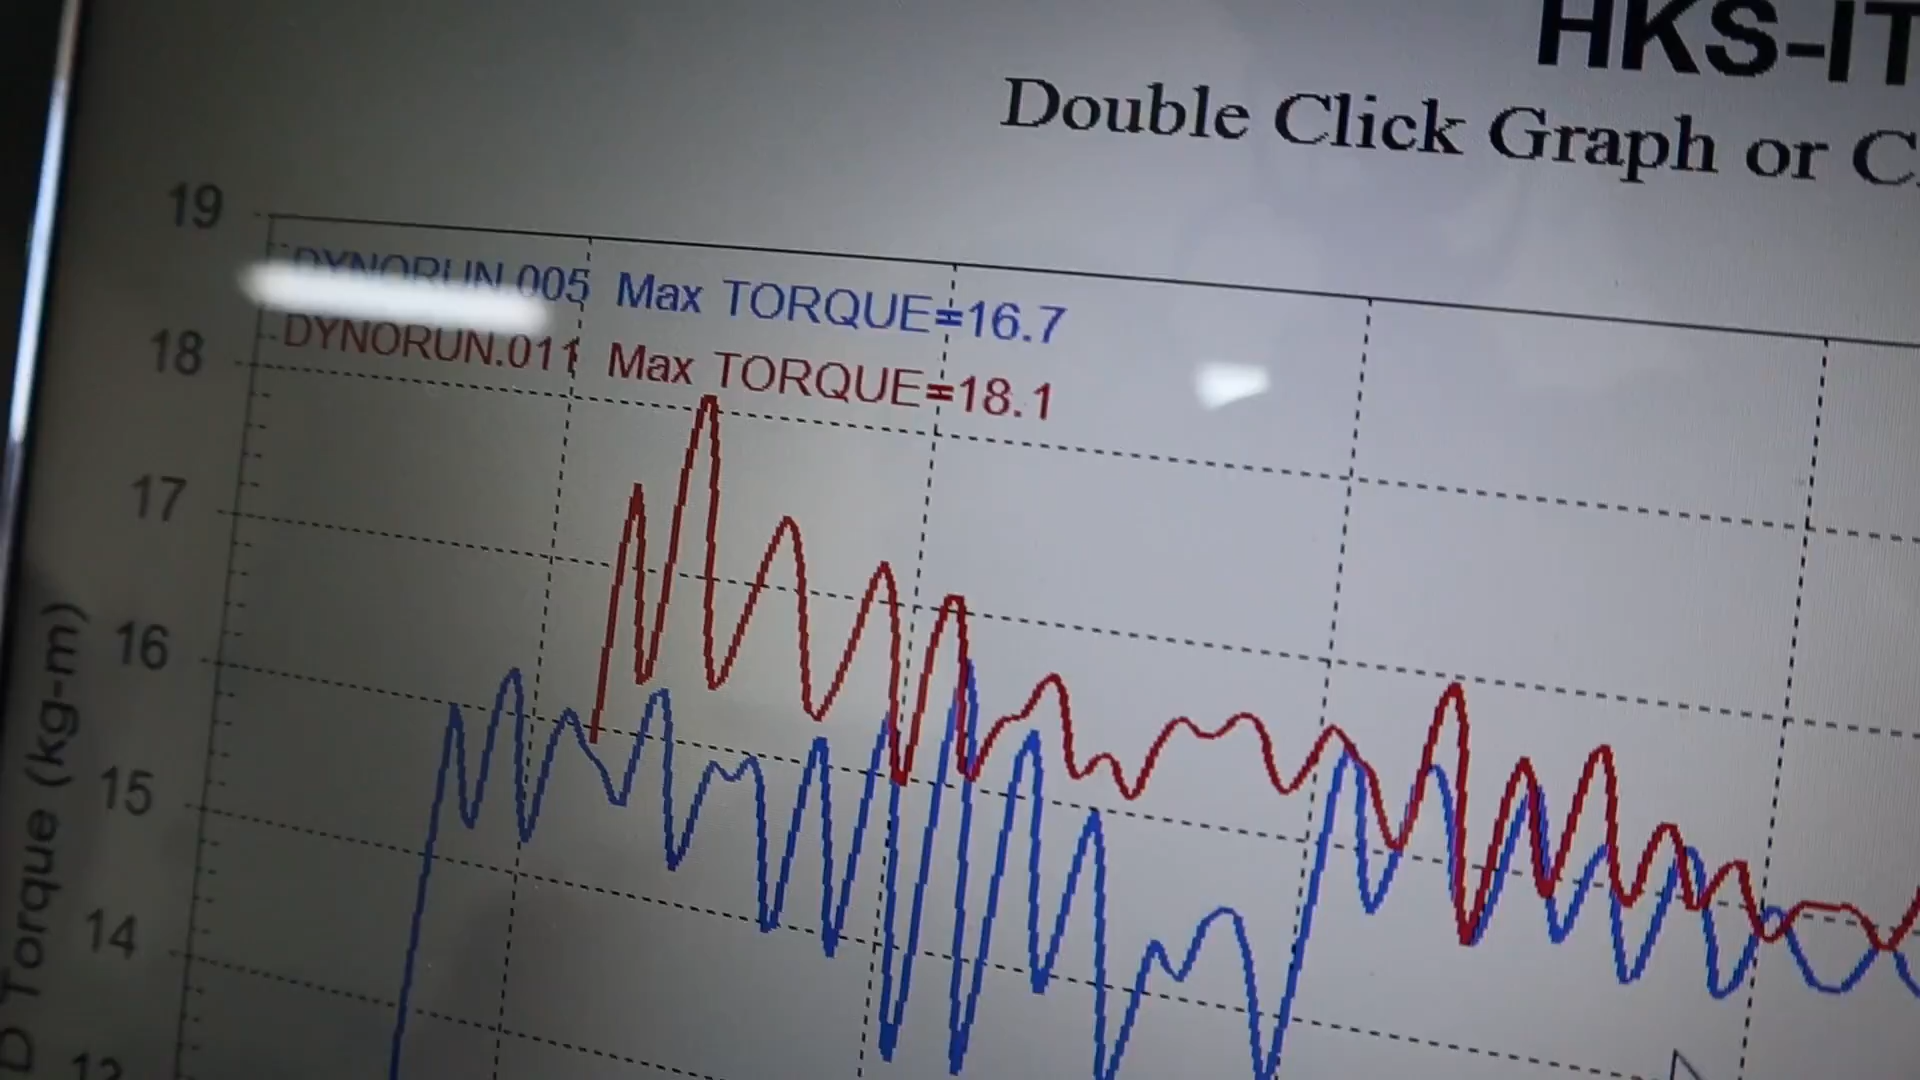 HKS-IT
Double Click Graph or C
19
DYNORUN.005 Max TORQUE=16.7
DYNORUN.011 Max TORQUE=18.1
18
17
16
15
14
D Torque (kg-m)